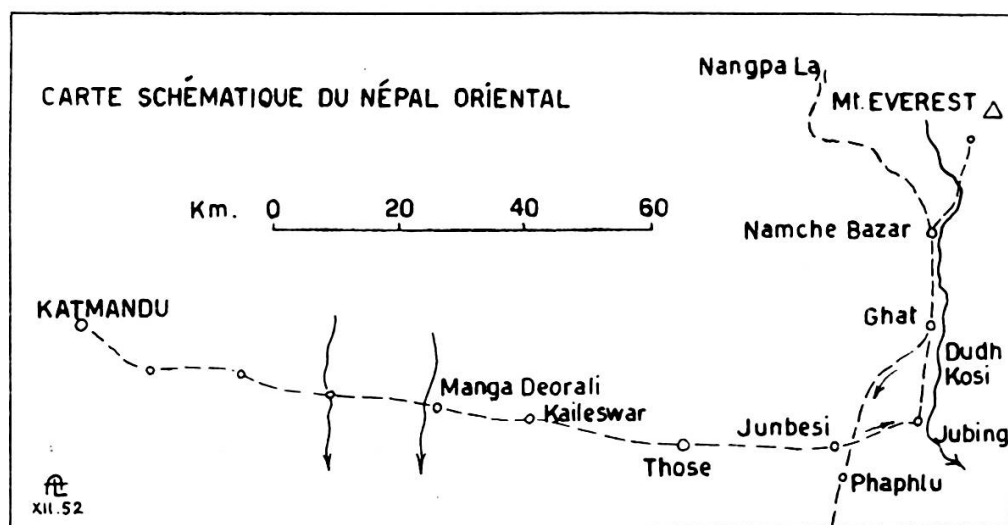 CARTE SCHÉMATIQUE DU NÉPAL ORIENTAL
Nangpa La
Mt. EVEREST
Km. 0 20 40 60
Namche Bazar
KATMANDU
Ghat
Dudh
Kosi
Manga Deorali
Kaileswar
Junbesi
Jubing
Those
Phaphlu
XII.52